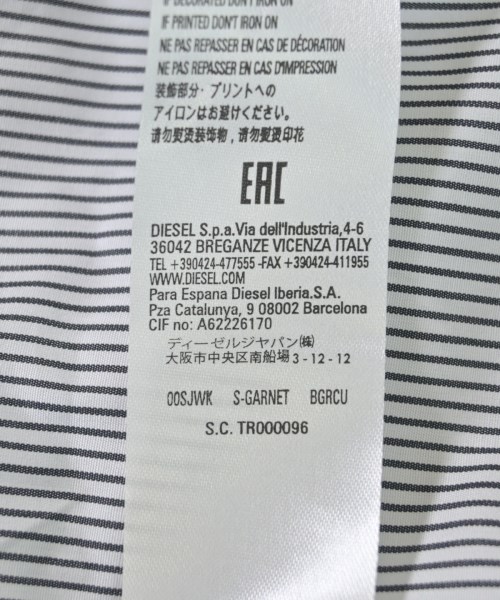 IF DECORATED DON'T IRON ON
IF PRINTED DON'T IRON ON
NE PAS REPASSER EN CAS DE DÉCORATION
NE PAS REPASSER EN CAS D'IMPRESSION
装飾部分・プリントへの
アイロンはお避けください。
请勿熨烫装饰物，请勿熨烫印花
EAC
DIESEL S.p.a.Via dell'Industria,4-6
36042 BREGANZE VICENZA ITALY
TEL +390424-477555 -FAX +390424-411955
WWW.DIESEL.COM
Para Espana Diesel Iberia.S.A.
Pza Catalunya, 9 08002 Barcelona
CIF no: A62226170
ディーゼルジャパン㈱
大阪市中央区南船場3-12-12
00SJWK S-GARNET BGRCU
S.C. TR000096